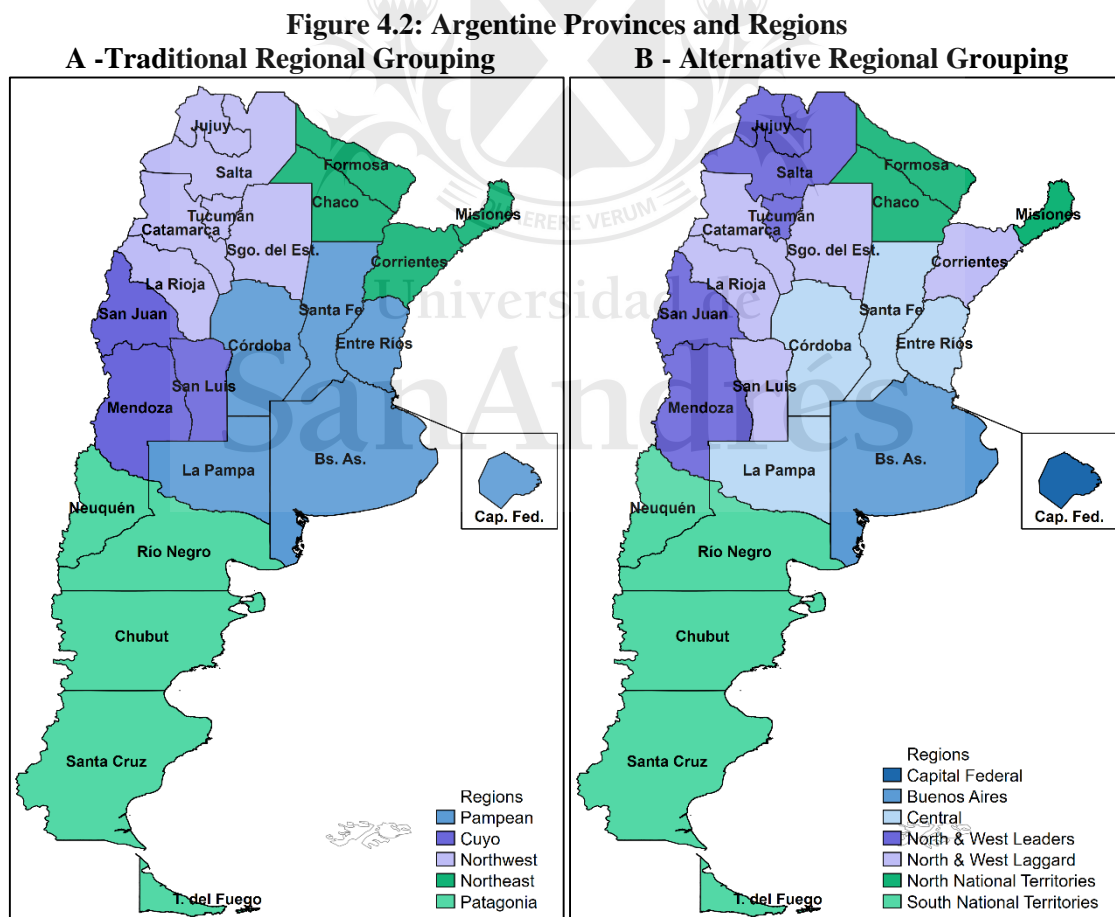 Figure 4.2: Argentine Provinces and Regions
A -Traditional Regional Grouping
Jujuy
Salta
Formosa
Chaco
Misiones
Tucumán
Catamarca
Sgo. del Est.
Corrientes
La Rioja
San Juan
Santa Fe
Córdoba
Entre Ríos
San Luis
Mendoza
La Pampa
Bs. As.
Cap. Fed.
Neuquén
Río Negro
Chubut
Santa Cruz
T. del Fuego
Regions
Pampean
Cuyo
Northwest
Northeast
Patagonia
B - Alternative Regional Grouping
Jujuy
Salta
Formosa
Chaco
Misiones
Tucumán
Catamarca
Sgo. del Est.
Corrientes
La Rioja
San Juan
Santa Fe
Córdoba
Entre Ríos
San Luis
Mendoza
La Pampa
Bs. As.
Cap. Fed.
Neuquén
Río Negro
Chubut
Santa Cruz
T. del Fuego
Regions
Capital Federal
Buenos Aires
Central
North & West Leaders
North & West Laggard
North National Territories
South National Territories
QUAERERE VERUM
Universidad de
SanAndrés